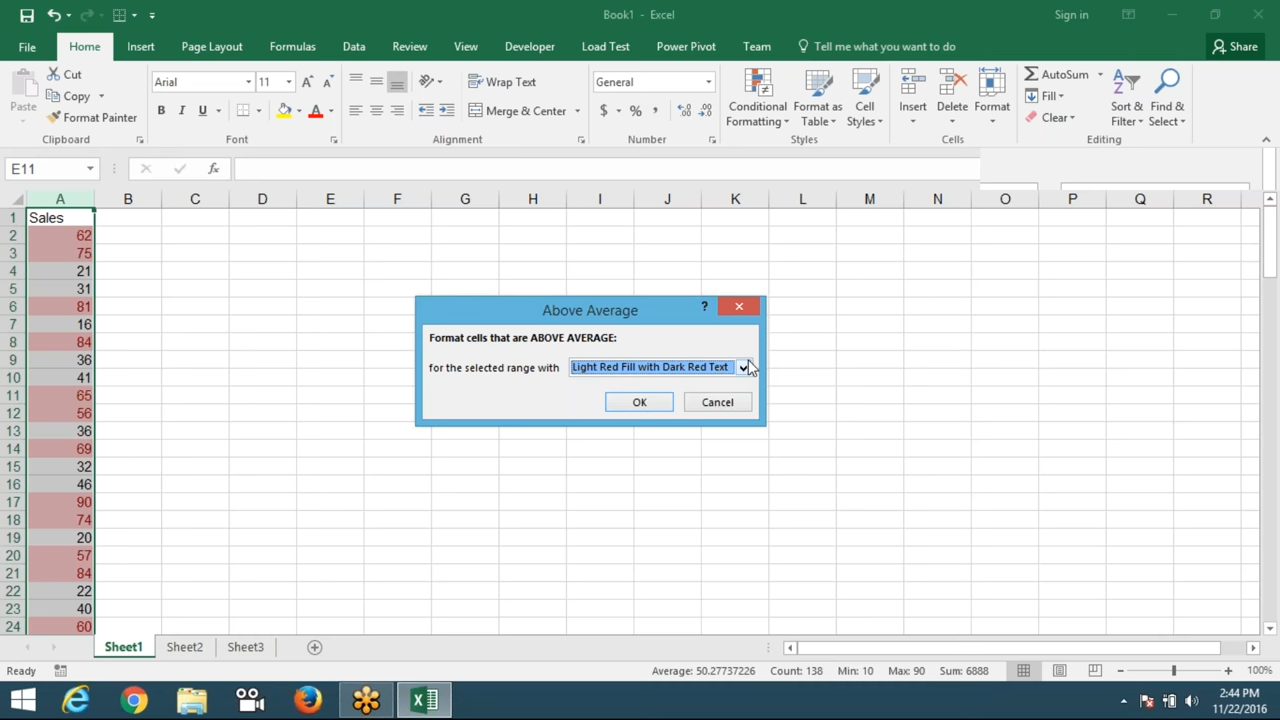 Book1 - Excel
Sign in
File Home Insert Page Layout Formulas Data Review View Developer Load Test Power Pivot Team Tell me what you want to do Share
Paste
Cut
Copy
Format Painter
Clipboard
Arial 11
B I U
Font
Wrap Text
Merge & Center
Alignment
General
$ % ,
Number
Conditional Formatting
Format as Table
Cell Styles
Styles
Insert
Delete
Format
Cells
AutoSum
Fill
Clear
Sort & Filter
Find & Select
Editing
E11
fx
A B C D E F G H I J K L M N O P Q R
1 Sales
2 62
3 75
4 21
5 31
6 81
7 16
8 84
9 36
10 41
11 65
12 56
13 36
14 69
15 32
16 46
17 90
18 74
19 20
20 57
21 84
22 22
23 40
24 60
Above Average
?
Format cells that are ABOVE AVERAGE:
for the selected range with Light Red Fill with Dark Red Text
OK Cancel
Sheet1 Sheet2 Sheet3
Ready Average: 50.27737226 Count: 138 Min: 10 Max: 90 Sum: 6888 100%
2:44 PM
11/22/2016